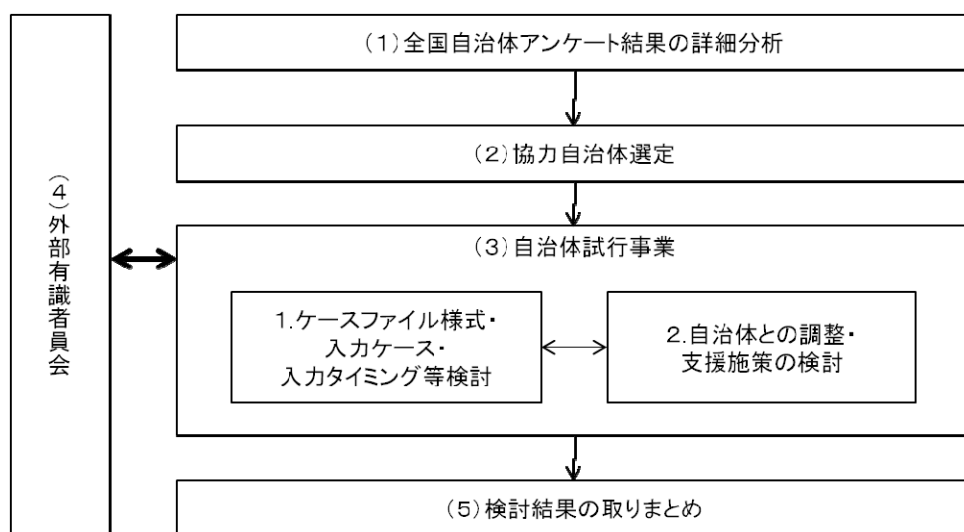 (1)全国自治体アンケート結果の詳細分析
(2)協力自治体選定
(3)自治体試行事業
1.ケースファイル様式・
入力ケース・
入力タイミング等検討
2.自治体との調整・
支援施策の検討
(4)外部有識者員会
(5)検討結果の取りまとめ